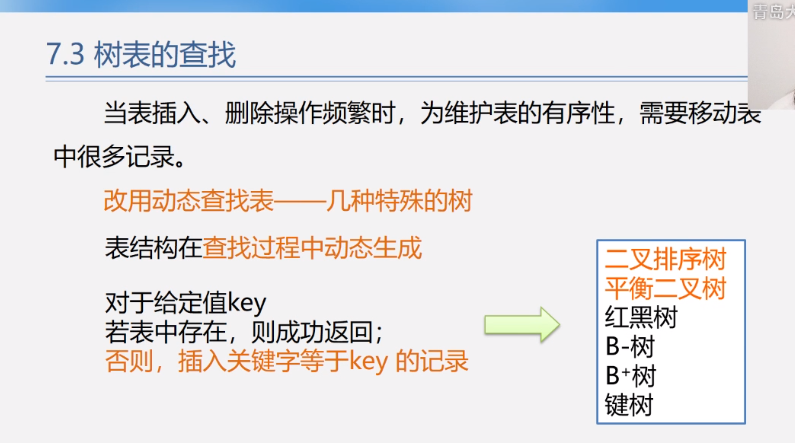 青岛大
7.3 树表的查找
当表插入、删除操作频繁时，为维护表的有序性，需要移动表
中很多记录。
改用动态查找表——几种特殊的树
表结构在查找过程中动态生成
对于给定值key
若表中存在，则成功返回；
否则，插入关键字等于key 的记录
二叉排序树
平衡二叉树
红黑树
B-树
B⁺树
键树